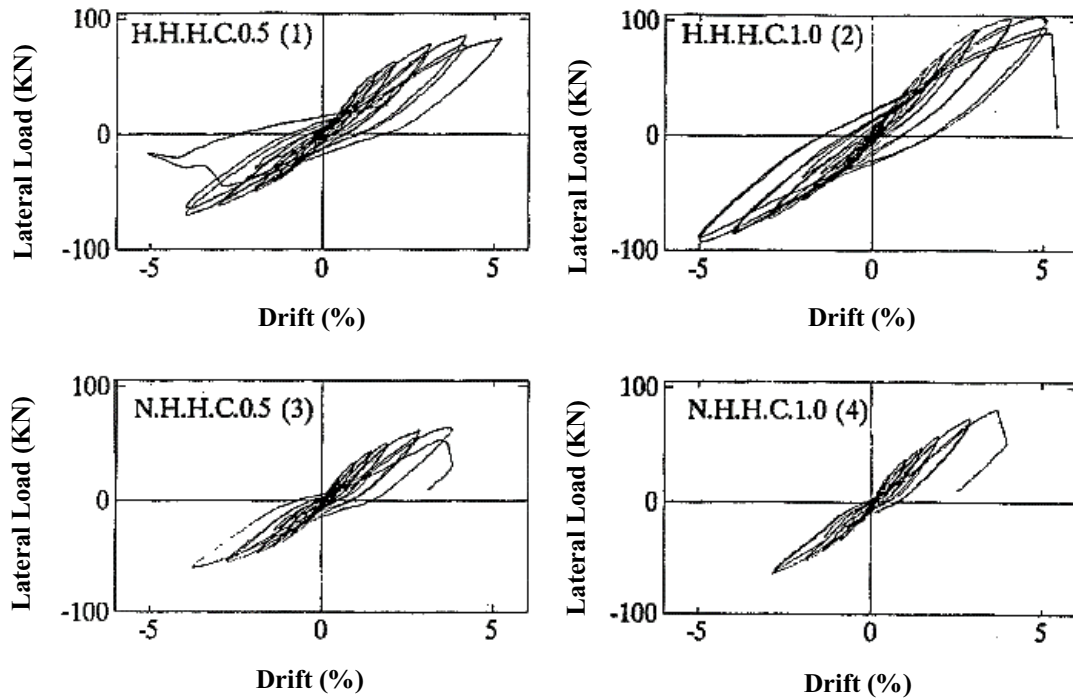 100
H.H.H.C.0.5 (1)
0
-100
-5
0
5
Lateral Load (KN)
Drift (%)
100
H.H.H.C.1.0 (2)
0
-100
-5
0
5
Lateral Load (KN)
Drift (%)
100
N.H.H.C.0.5 (3)
0
-100
-5
0
5
Lateral Load (KN)
Drift (%)
100
N.H.H.C.1.0 (4)
0
-100
-5
0
5
Lateral Load (KN)
Drift (%)